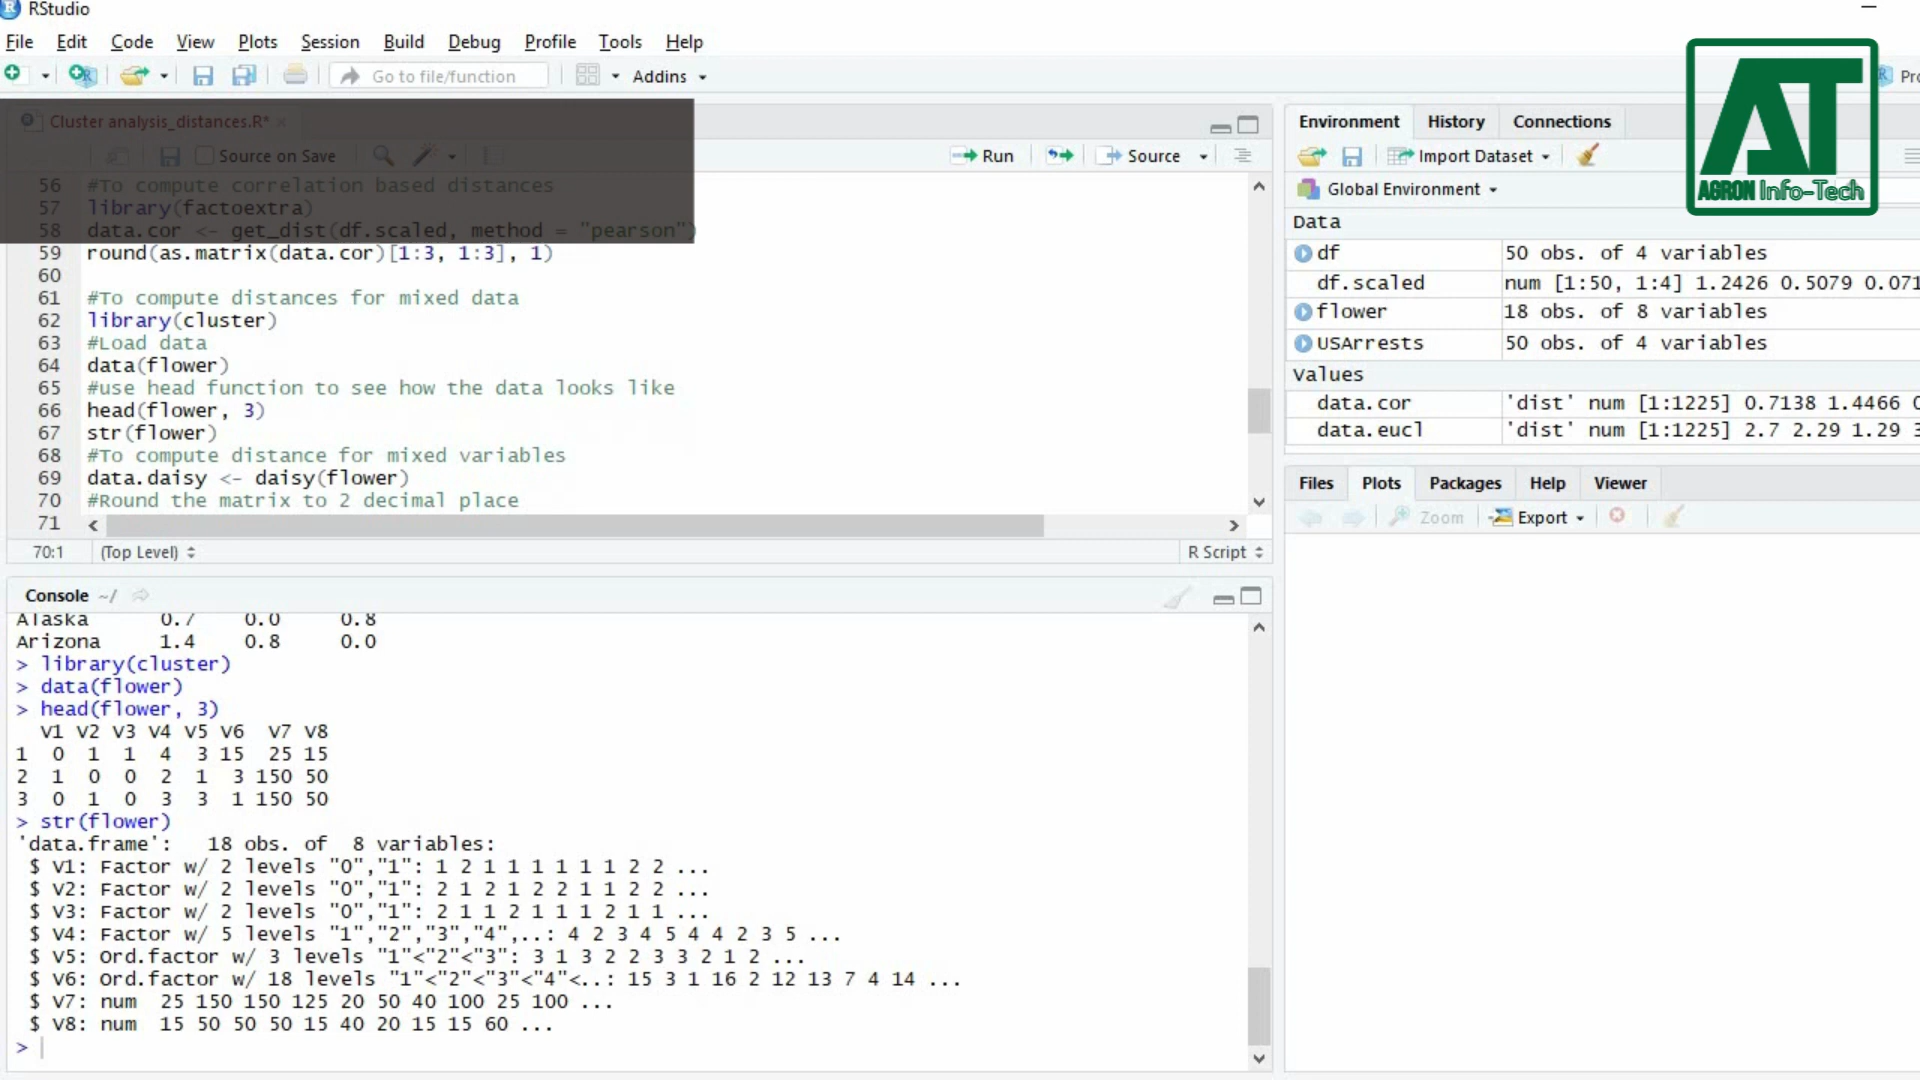 RStudio
File Edit Code View Plots Session Build Debug Profile Tools Help
Go to file/function Addins
Cluster analysis_distances.R*
Source on Save Run Source
56 #To compute correlation based distances
57 library(factoextra)
58 data.cor <- get_dist(df.scaled, method = "pearson")
59 round(as.matrix(data.cor)[1:3, 1:3], 1)
60
61 #To compute distances for mixed data
62 library(cluster)
63 #Load data
64 data(flower)
65 #use head function to see how the data looks like
66 head(flower, 3)
67 str(flower)
68 #To compute distance for mixed variables
69 data.daisy <- daisy(flower)
70 #Round the matrix to 2 decimal place
71
70:1 (Top Level) R Script
Console ~/
Alaska 0.7 0.0 0.8
Arizona 1.4 0.8 0.0
> library(cluster)
> data(flower)
> head(flower, 3)
V1 V2 V3 V4 V5 V6 V7 V8
1 0 1 1 4 3 15 25 15
2 1 0 0 2 1 3 150 50
3 0 1 0 3 3 1 150 50
> str(flower)
'data.frame': 18 obs. of 8 variables:
$ V1: Factor w/ 2 levels "0","1": 1 2 1 1 1 1 1 1 2 2 ...
$ V2: Factor w/ 2 levels "0","1": 2 1 2 1 2 2 1 1 2 2 ...
$ V3: Factor w/ 2 levels "0","1": 2 1 1 2 1 1 1 2 1 1 ...
$ V4: Factor w/ 5 levels "1","2","3","4",..: 4 2 3 4 5 4 4 2 3 5 ...
$ V5: Ord.factor w/ 3 levels "1"<"2"<"3": 3 1 3 2 2 3 3 2 1 2 ...
$ V6: Ord.factor w/ 18 levels "1"<"2"<"3"<"4"<..: 15 3 1 16 2 12 13 7 4 14 ...
$ V7: num 25 150 150 125 20 50 40 100 25 100 ...
$ V8: num 15 50 50 50 15 40 20 15 15 60 ...
>
Environment History Connections
Import Dataset
Global Environment
Data
df 50 obs. of 4 variables
df.scaled num [1:50, 1:4] 1.2426 0.5079 0.071
flower 18 obs. of 8 variables
USArrests 50 obs. of 4 variables
Values
data.cor 'dist' num [1:1225] 0.7138 1.4466
data.eucl 'dist' num [1:1225] 2.7 2.29 1.29
Files Plots Packages Help Viewer
Zoom Export
AT
AGRON Info-Tech